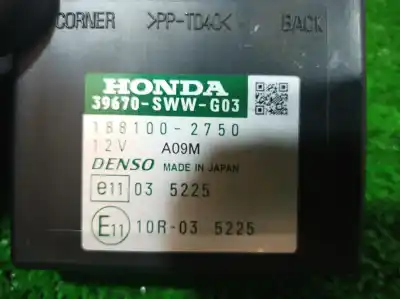 CORNER >PP-TD40< BACK
HONDA
39670-SWW-G03
188100-2750
12V A09M
DENSO MADE IN JAPAN
e11 03 5225
E11 10R-03 5225